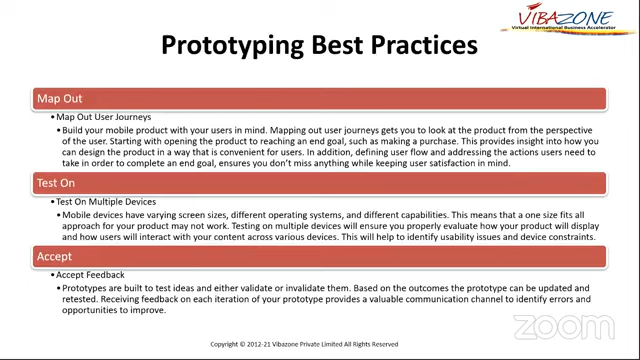 VIBAZONE
Virtual International Business Accelerator
Prototyping Best Practices
Map Out
• Map Out User Journeys
• Build your mobile product with your users in mind. Mapping out user journeys gets you to look at the product from the perspective
of the user. Starting with opening the product to reaching an end goal, such as making a purchase. This provides insight into how you
can design the product in a way that is convenient for users. In addition, defining user flow and addressing the actions users need to
take in order to complete an end goal, ensures you don't miss anything while keeping user satisfaction in mind.
Test On
• Test On Multiple Devices
• Mobile devices have varying screen sizes, different operating systems, and different capabilities. This means that a one size fits all
approach for your product may not work. Testing on multiple devices will ensure you properly evaluate how your product will display
and how users will interact with your content across various devices. This will help to identify usability issues and device constraints.
Accept
• Accept Feedback
• Prototypes are built to test ideas and either validate or invalidate them. Based on the outcomes the prototype can be updated and
retested. Receiving feedback on each iteration of your prototype provides a valuable communication channel to identify errors and
opportunities to improve.
Copyright © 2012-21 Vibazone Private Limited All Rights Reserved
zoom